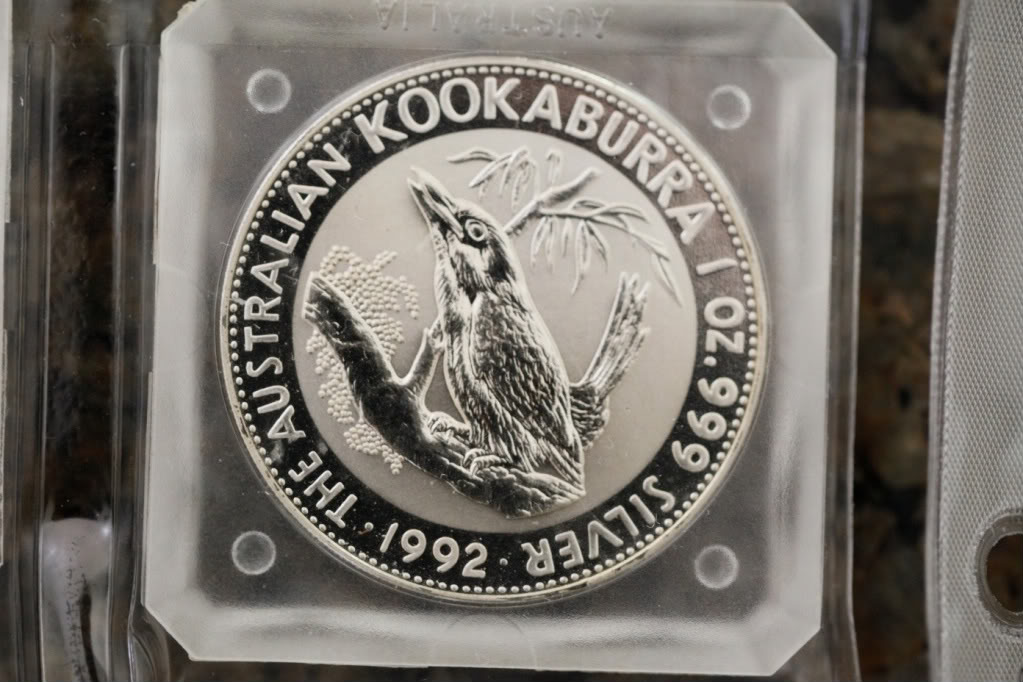 AUSTRALIA
· THE AUSTRALIAN KOOKABURRA 1 OZ. 999 SILVER
· 1992 ·